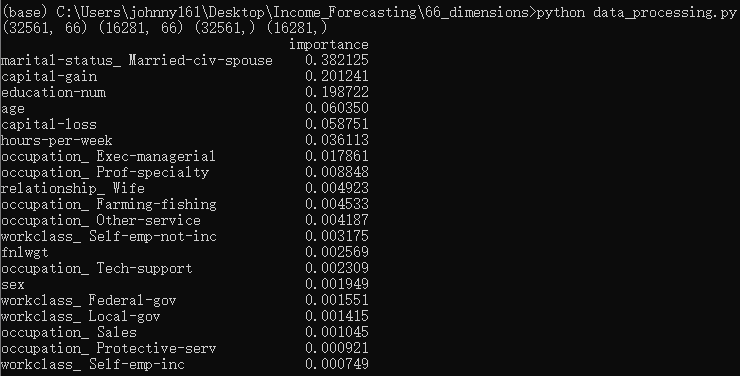 (base) C:\Users\johnny161\Desktop\Income_Forecasting\66_dimensions>python data_processing.py
(32561, 66) (16281, 66) (32561,) (16281,)
importance
marital-status_ Married-civ-spouse 0.382125
capital-gain 0.201241
education-num 0.198722
age 0.060350
capital-loss 0.058751
hours-per-week 0.036113
occupation_ Exec-managerial 0.017861
occupation_ Prof-specialty 0.008848
relationship_ Wife 0.004923
occupation_ Farming-fishing 0.004533
occupation_ Other-service 0.004187
workclass_ Self-emp-not-inc 0.003175
fnlwgt 0.002569
occupation_ Tech-support 0.002309
sex 0.001949
workclass_ Federal-gov 0.001551
workclass_ Local-gov 0.001415
occupation_ Sales 0.001045
occupation_ Protective-serv 0.000921
workclass_ Self-emp-inc 0.000749